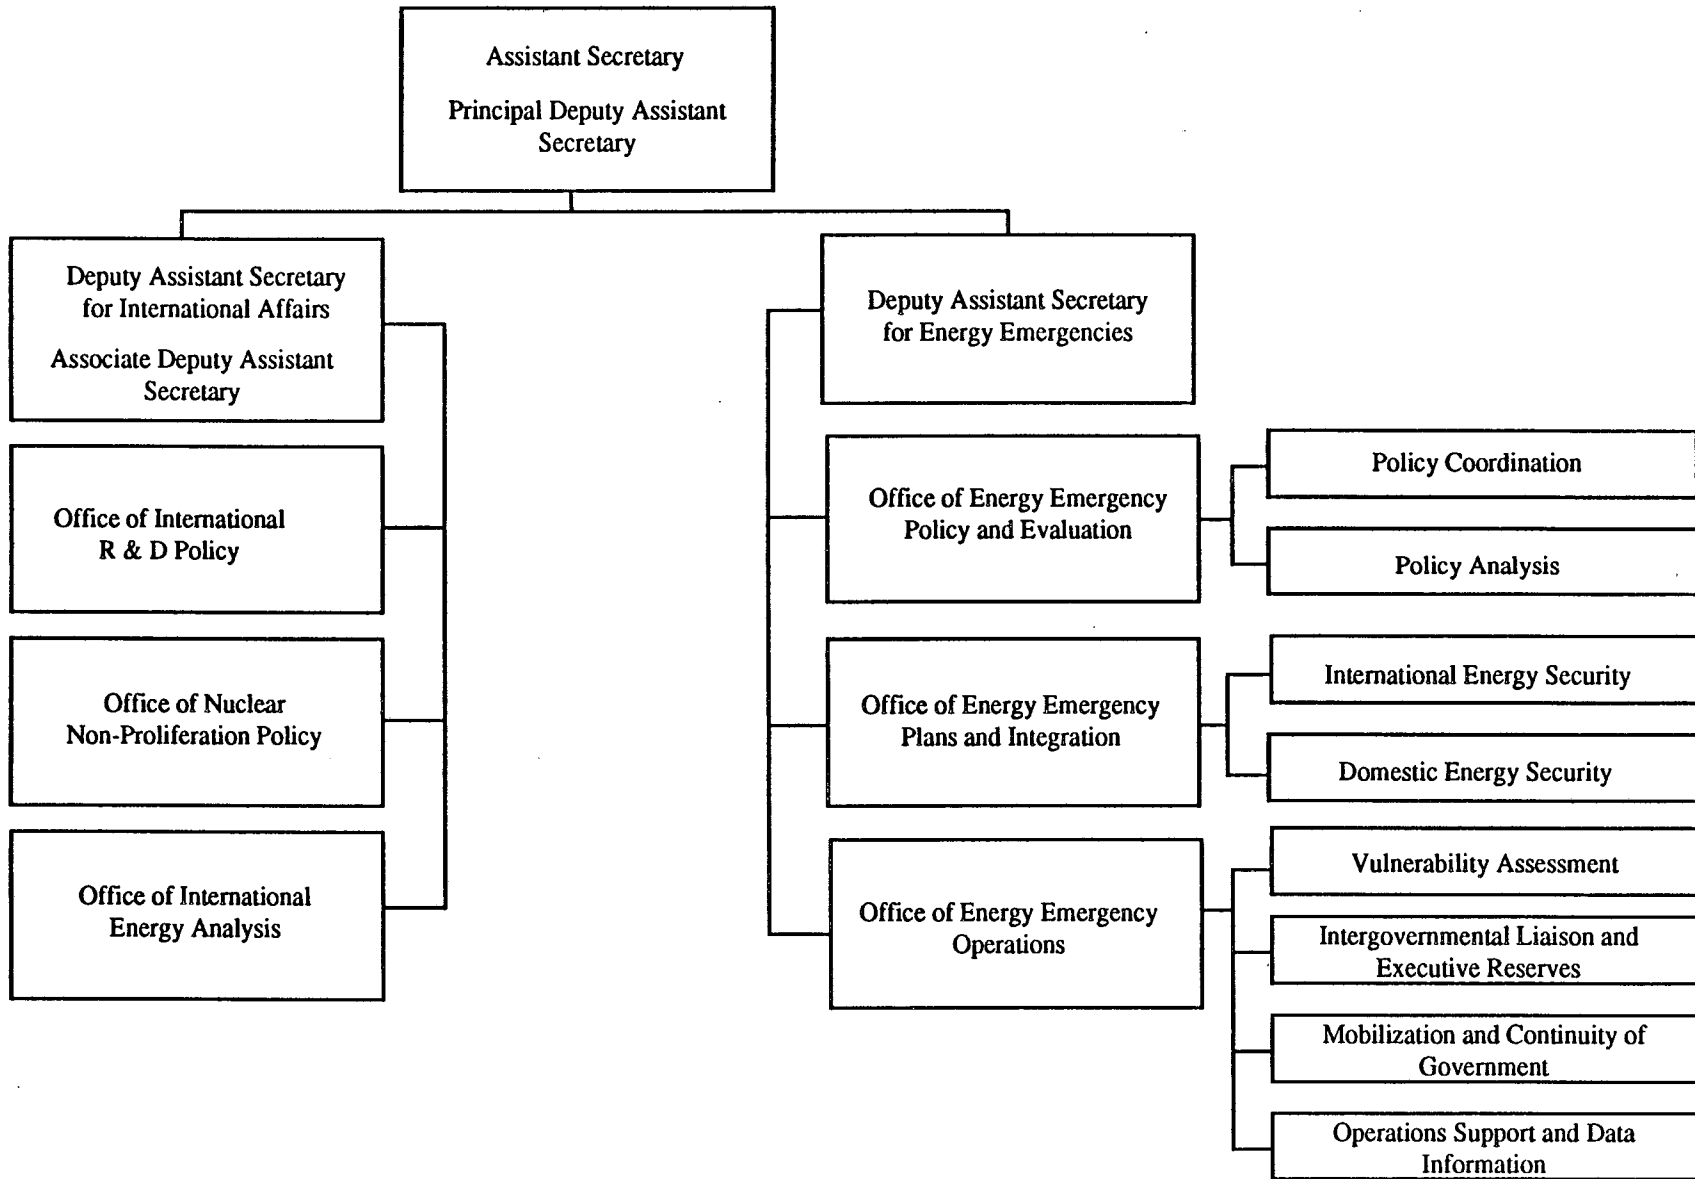 Assistant Secretary
Principal Deputy Assistant
Secretary
Deputy Assistant Secretary
for International Affairs
Associate Deputy Assistant
Secretary
Office of International
R & D Policy
Office of Nuclear
Non-Proliferation Policy
Office of International
Energy Analysis
Deputy Assistant Secretary
for Energy Emergencies
Office of Energy Emergency
Policy and Evaluation
Policy Coordination
Policy Analysis
Office of Energy Emergency
Plans and Integration
International Energy Security
Domestic Energy Security
Office of Energy Emergency
Operations
Vulnerability Assessment
Intergovernmental Liaison and
Executive Reserves
Mobilization and Continuity of
Government
Operations Support and Data
Information